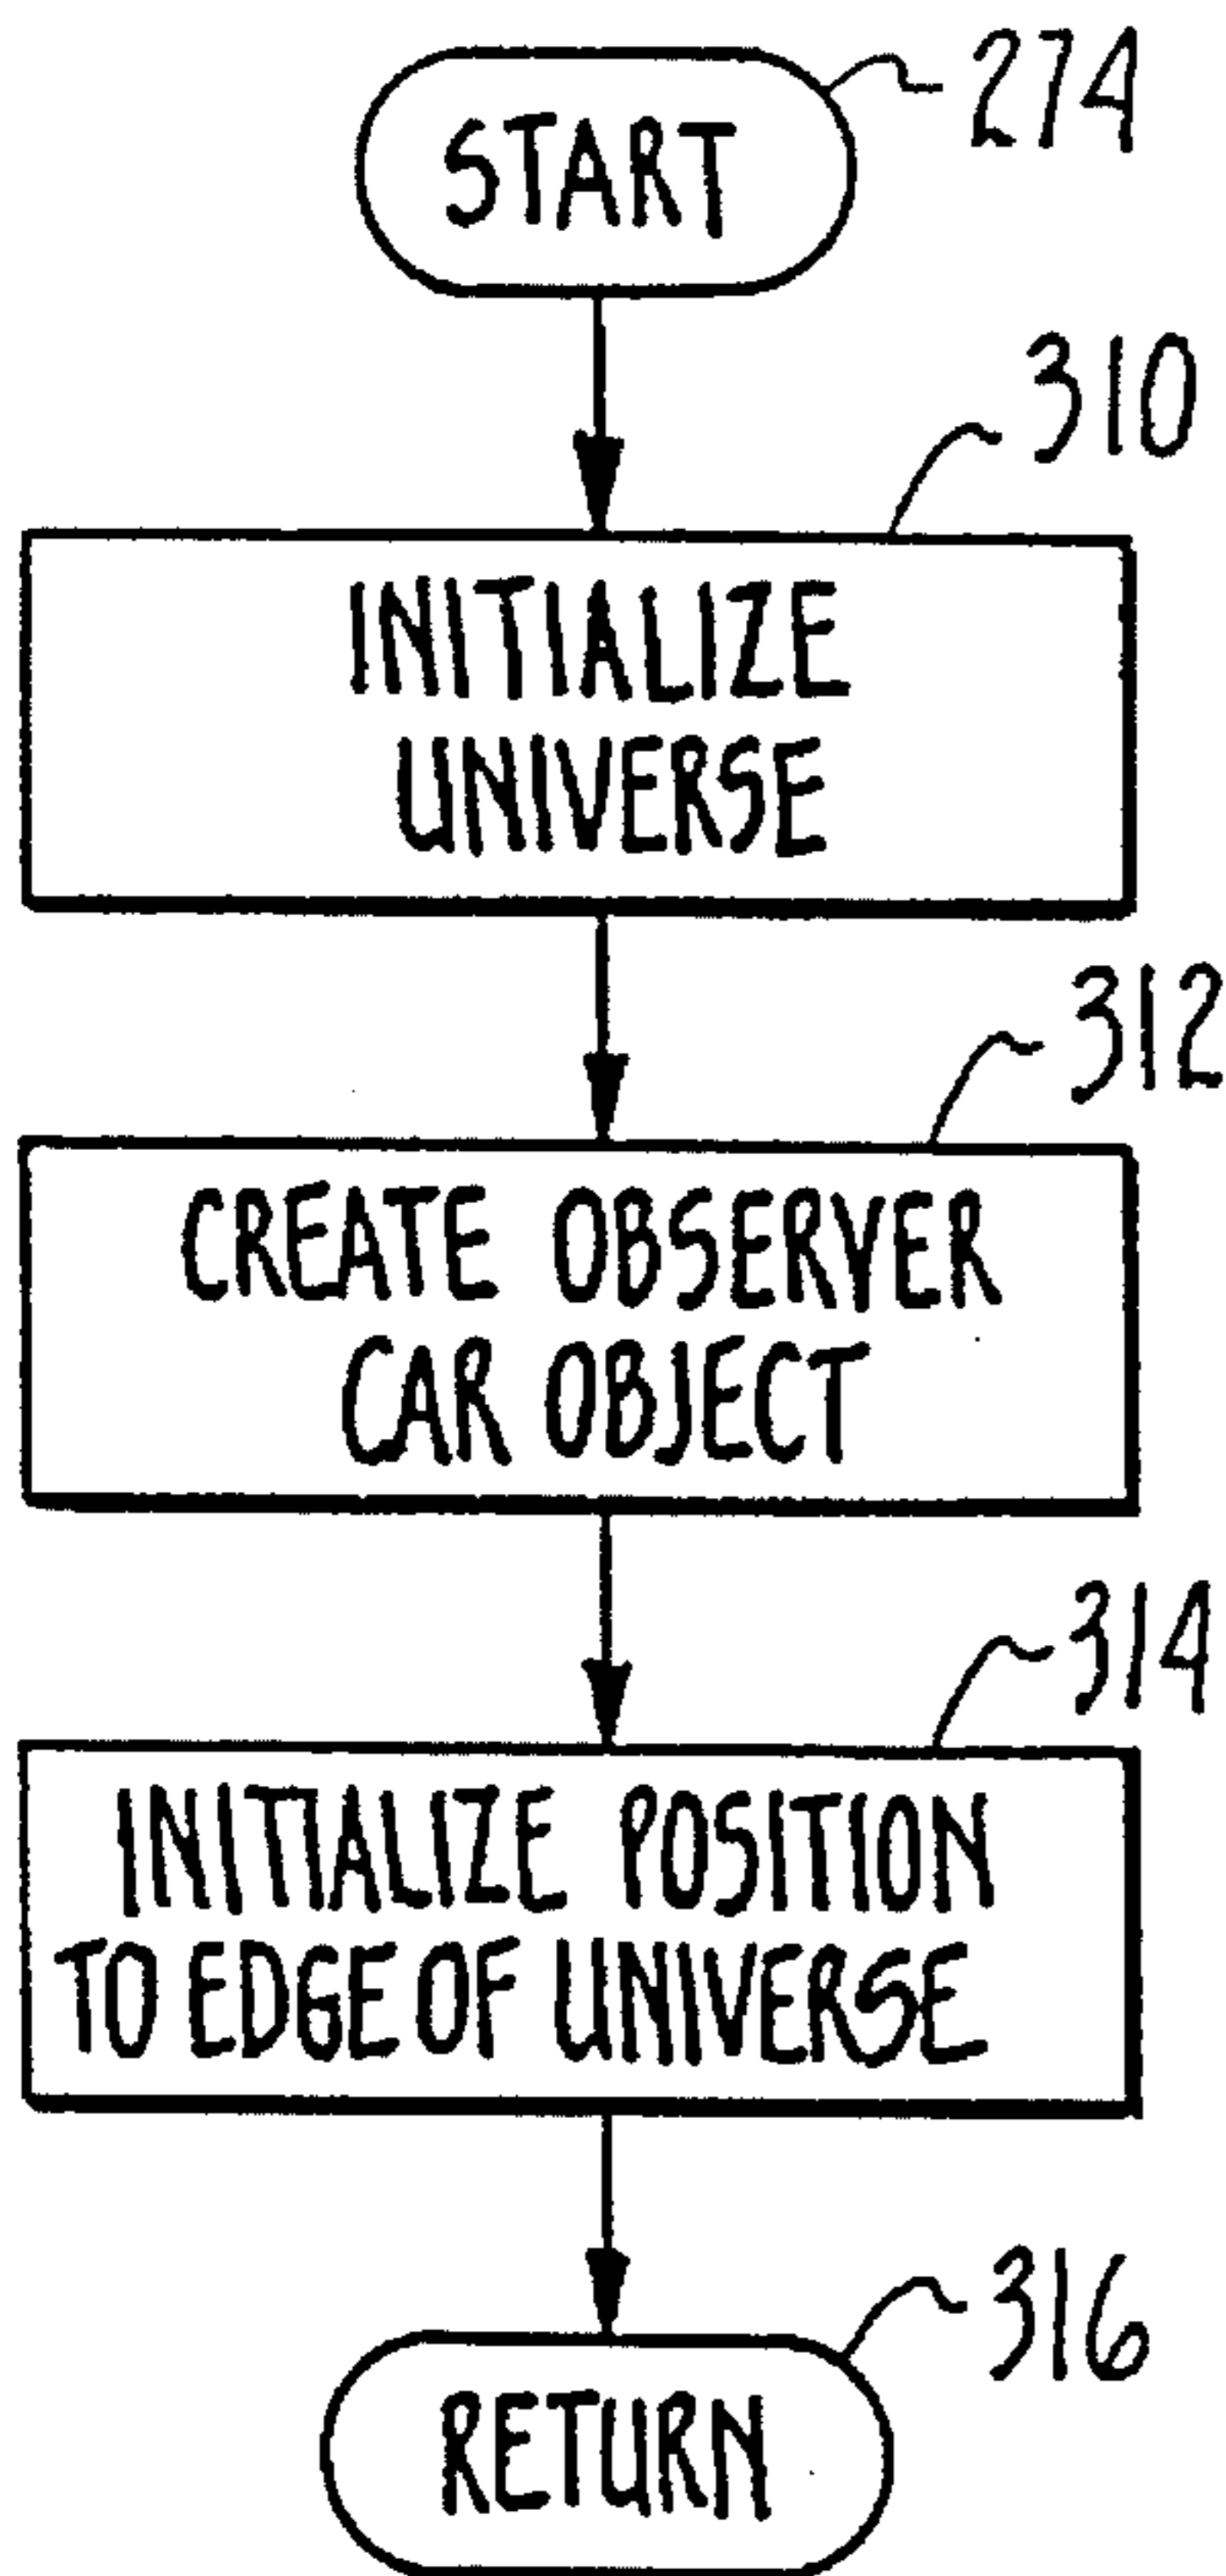 274
START
310
INITIALIZE
UNIVERSE
312
CREATE OBSERVER
CAR OBJECT
314
INITIALIZE POSITION
TO EDGE OF UNIVERSE
316
RETURN